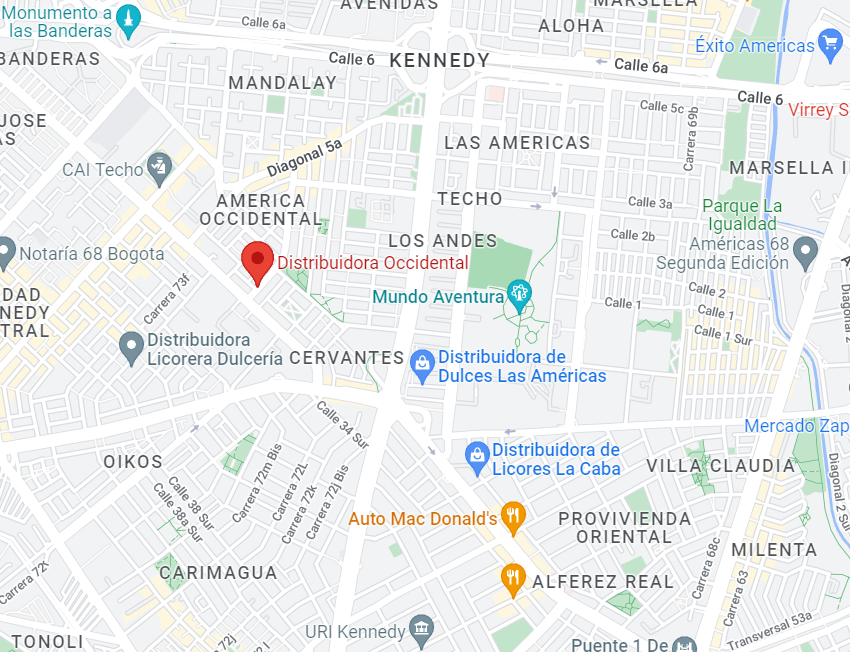 AVENIDAS
MARSELLA
Monumento a
las Banderas
Calle 6a
ALOHA
Éxito Americas
BANDERAS
Calle 6
KENNEDY
Calle 6a
MANDALAY
Calle 6
Calle 5c
Virrey S
JOSE
AS
Diagonal 5a
LAS AMERICAS
Carrera 69b
CAI Techo
MARSELLA I
AMERICA
OCCIDENTAL
TECHO
Calle 3a
Parque La
Igualdad
LOS ANDES
Calle 2b
Américas 68
Segunda Edición
Notaría 68 Bogota
Distribuidora Occidental
Carrera 73f
DAD
NNEDY
TRAL
Mundo Aventura
Calle 1
Calle 2
Calle 1
Calle 1 Sur
Diagonal 2
Distribuidora
Licorera Dulcería
CERVANTES
Distribuidora de
Dulces Las Américas
Calle 34 Sur
Mercado Zap
OIKOS
Carrera 72m Bis
Carrera 72L
Carrera 72k
Carrera 72j Bis
Distribuidora de
Licores La Caba
VILLA CLAUDIA
Diagonal 2 Sur
Calle 38 Sur
Calle 38a Sur
Auto Mac Donald's
PROVIVIENDA
ORIENTAL
MILENTA
Carrera 68c
Carrera 63
Carrera 72t
CARIMAGUA
ALFEREZ REAL
Transversal 53a
TONOLI
72j
URI Kennedy
Puente 1 De